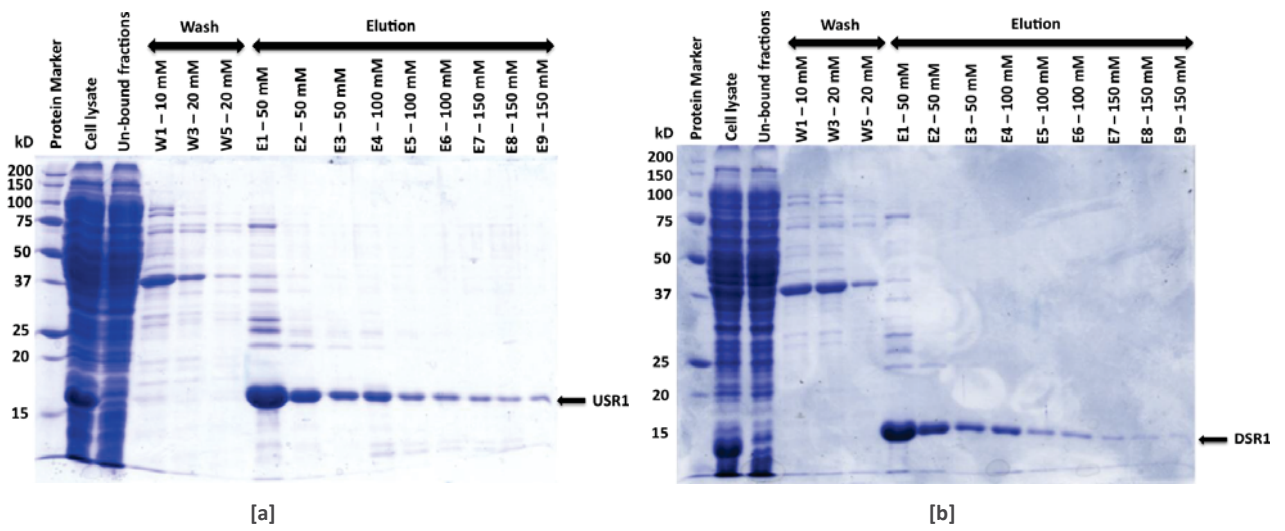 Wash
Elution
kD
Protein Marker
Cell lysate
Un-bound fractions
W1 – 10 mM
W3 – 20 mM
W5 – 20 mM
E1 – 50 mM
E2 – 50 mM
E3 – 50 mM
E4 – 100 mM
E5 – 100 mM
E6 – 100 mM
E7 – 150 mM
E8 – 150 mM
E9 – 150 mM
200
150
100
75
50
37
25
20
15
USR1
[a]
Wash
Elution
kD
Protein Marker
Cell lysate
Un-bound fractions
W1 – 10 mM
W3 – 20 mM
W5 – 20 mM
E1 – 50 mM
E2 – 50 mM
E3 – 50 mM
E4 – 100 mM
E5 – 100 mM
E6 – 100 mM
E7 – 150 mM
E8 – 150 mM
E9 – 150 mM
200
150
100
75
50
37
25
20
15
DSR1
[b]